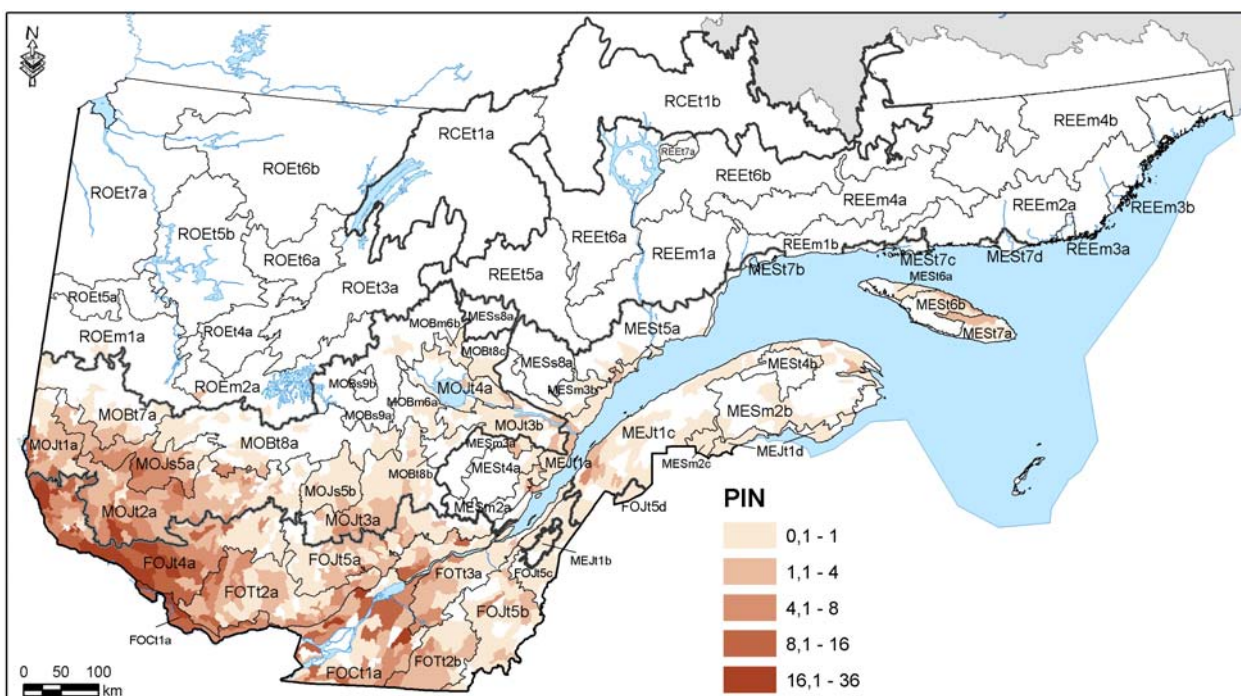 N
RCEt1b
REEm4b
RCEt1a
REEt7a
ROEt6b
REEt6b
ROEt7a
REEm4a
REEm3b
REEm2a
ROEt5b
REEt6a
REEm1a
REEm1b
REEm3a
ROEt6a
MESt7b
MESt7c
MESt7d
MESt6a
REEt5a
ROEt3a
ROEt5a
MESt6b
MOBm6b
MESs8a
MESt5a
ROEm1a
ROEt4a
MESt7a
MOBt8c
MESs8a
MESt4b
ROEm2a
MOBs9b
MOJt4a
MESm3b
MOBm6a
MOBt7a
MOBs9a
MESm2b
MOJt3b
MEJt1c
MOJt1a
MOBt8a
MESm3a
MEJt1d
MOJs5a
MESt4a
MEJt1a
MESm2c
MOBt8b
MOJs5b
MESm2a
FOJt5d
MOJt2a
MOJt3a
PIN
FOJt4a
FOJt5a
MEJt1b
0,1 - 1
FOTt3a
FOJt5c
1,1 - 4
FOTt2a
FOJt5b
4,1 - 8
FOCt1a
8,1 - 16
FOTt2b
FOCt1a
16,1 - 36
0 50 100
km